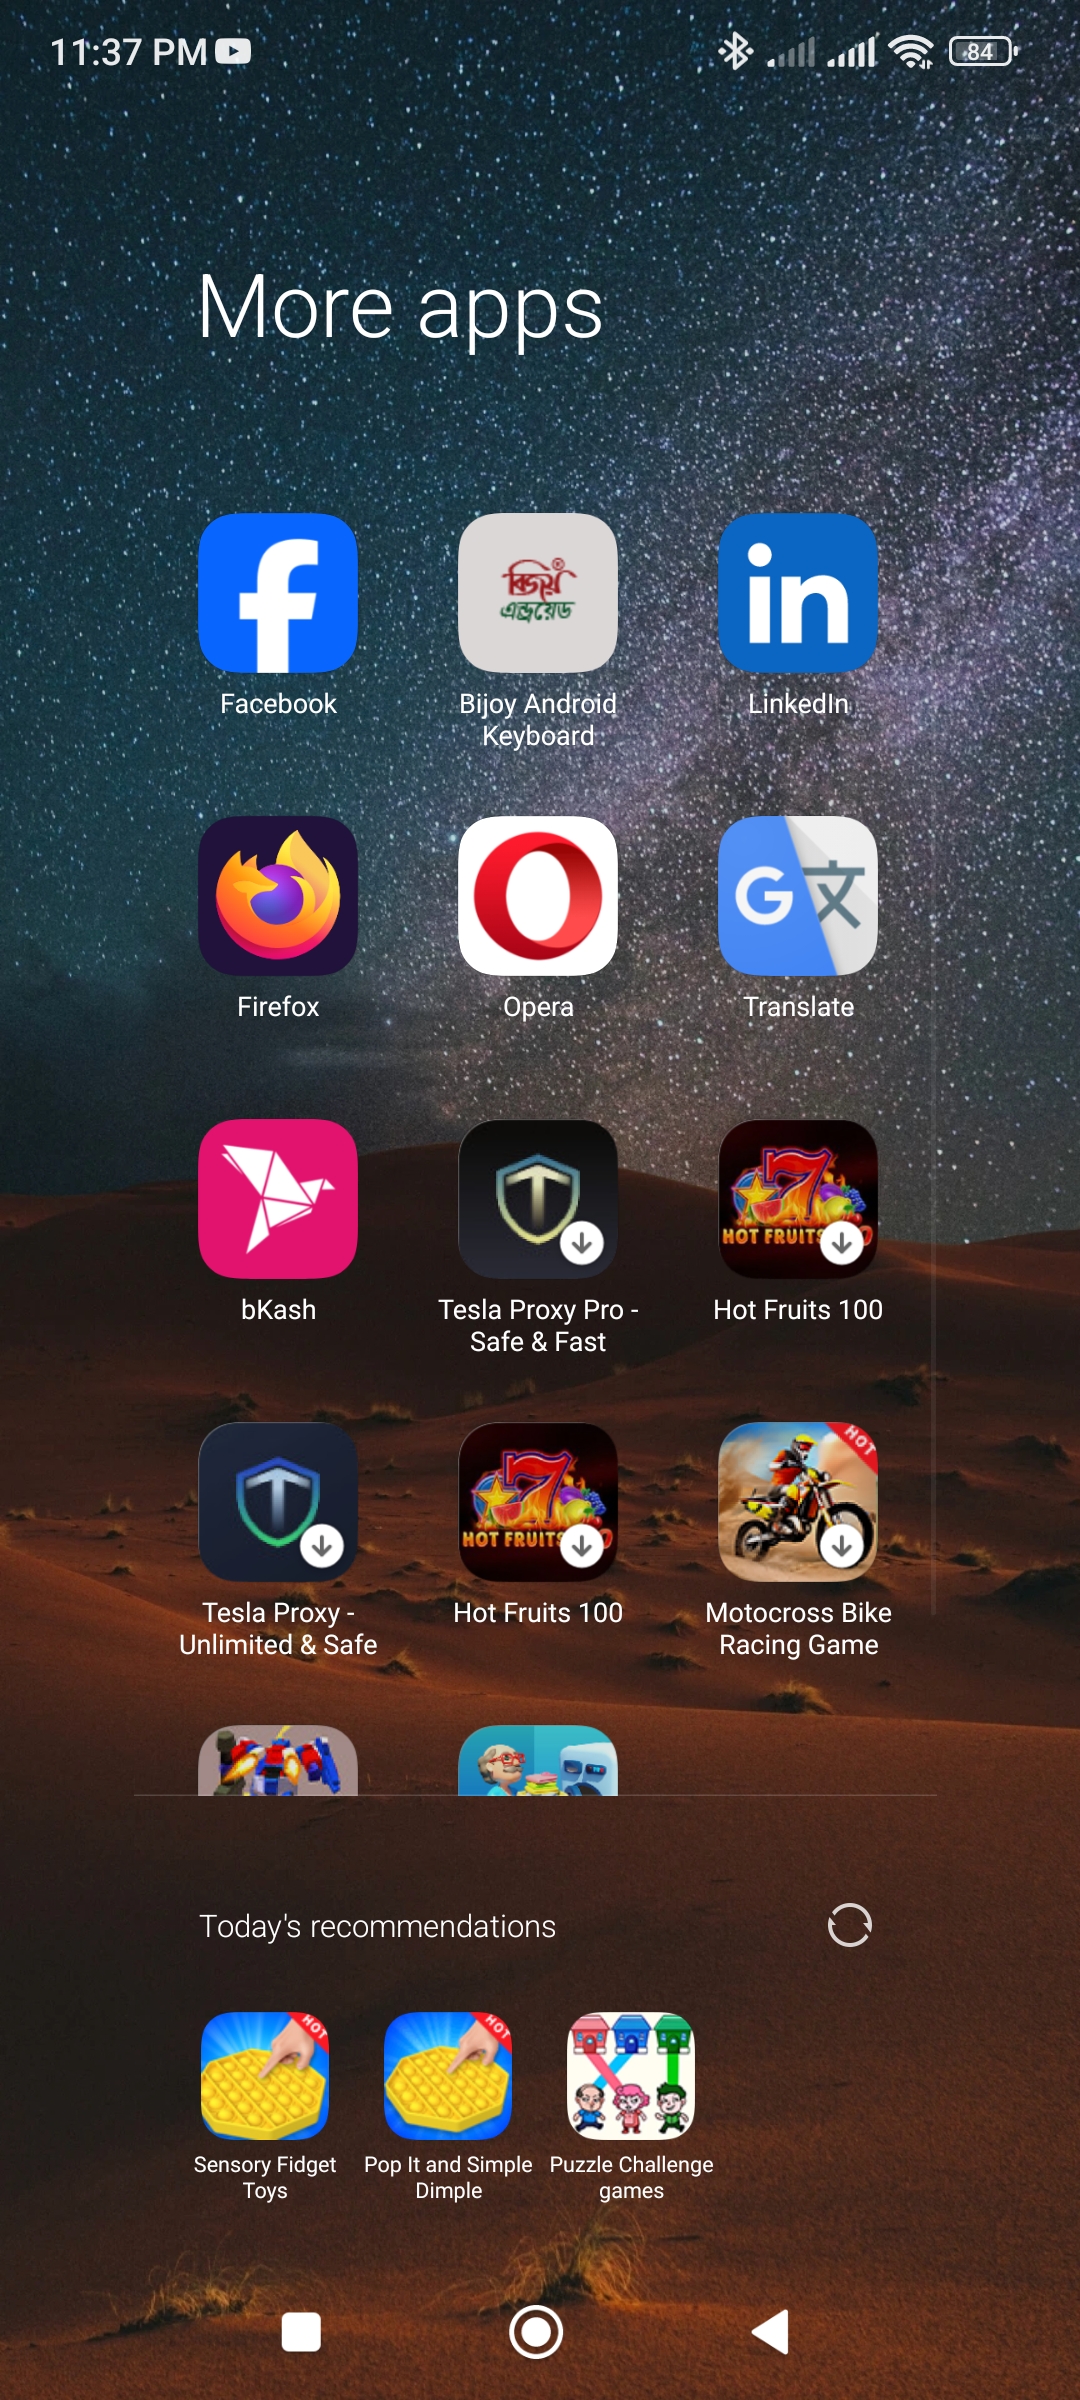 11:37 PM
84
More apps
বিজয়
এন্ড্রয়েড
in
Facebook
Bijoy Android
Keyboard
LinkedIn
G文
Firefox
Opera
Translate
7
HOT FRUITS
bKash
Tesla Proxy Pro -
Safe & Fast
Hot Fruits 100
7
HOT FRUITS
HOT
Tesla Proxy -
Unlimited & Safe
Hot Fruits 100
Motocross Bike
Racing Game
Today's recommendations
HOT
HOT
Sensory Fidget
Toys
Pop It and Simple
Dimple
Puzzle Challenge
games